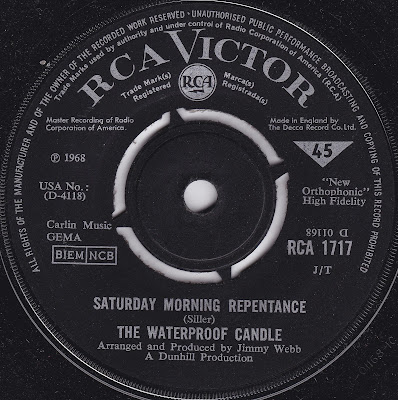 ALL RIGHTS OF THE MANUFACTURER AND OF THE OWNER OF THE RECORDED WORK RESERVED · UNAUTHORISED PUBLIC PERFORMANCE BROADCASTING AND COPYING OF THIS RECORD PROHIBITED
Trade Marks used by authority and under control of Radio Corporation of America (R.C.A.)
RCA VICTOR
Trade Mark(s)
Registered
RCA
Marca(s)
Registrada(s)
Master Recording of Radio
Corporation of America.
Made in England by
The Decca Record Co. Ltd.
℗ 1968
45
USA No.:
(D-4118)
"New
Orthophonic"
High Fidelity
Carlin Music
GEMA
BIEM NCB
89110 D
RCA 1717
J/T
SATURDAY MORNING REPENTANCE
(Siller)
THE WATERPROOF CANDLE
Arranged and Produced by Jimmy Webb
A Dunhill Production